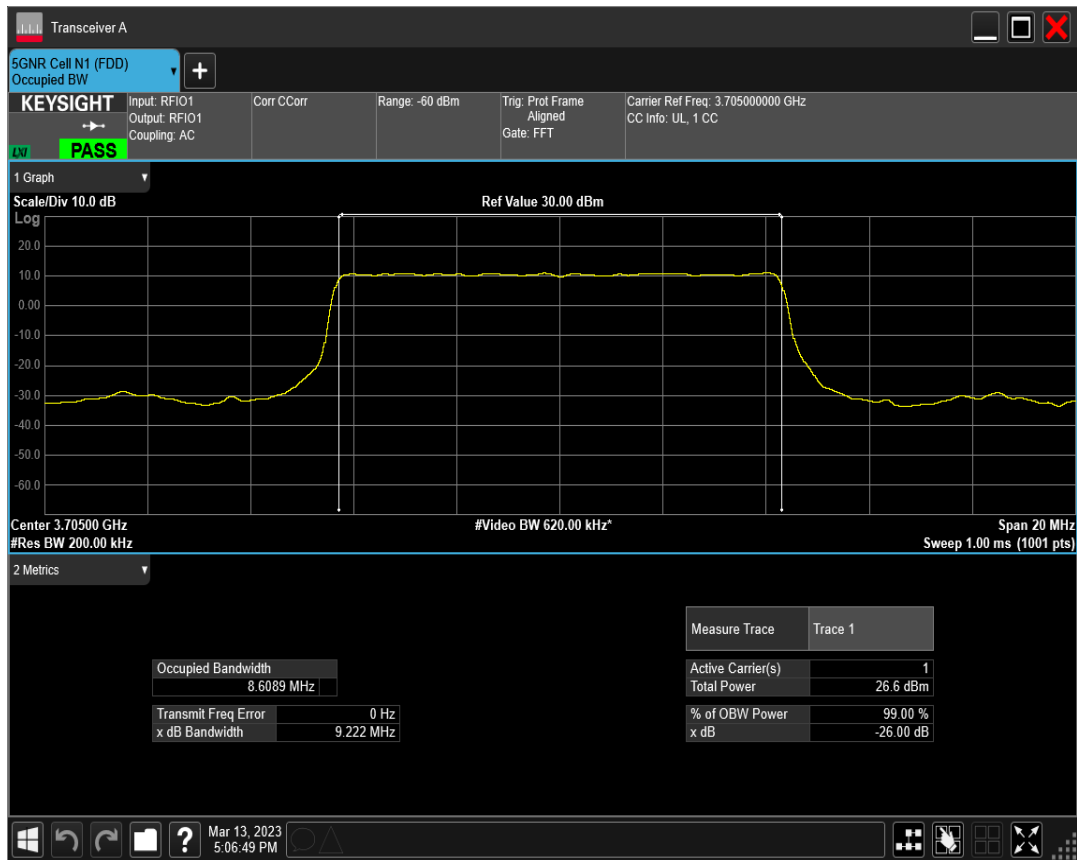 Transceiver A
5GNR Cell N1 (FDD)
Occupied BW
KEYSIGHT
LXI
PASS
Input: RFIO1
Output: RFIO1
Coupling: AC
Corr CCorr
Range: -60 dBm
Trig: Prot Frame
Aligned
Gate: FFT
Carrier Ref Freq: 3.705000000 GHz
CC Info: UL, 1 CC
1 Graph
Scale/Div 10.0 dB
Ref Value 30.00 dBm
Log
20.0
10.0
0.00
-10.0
-20.0
-30.0
-40.0
-50.0
-60.0
Center 3.70500 GHz
#Video BW 620.00 kHz*
Span 20 MHz
#Res BW 200.00 kHz
Sweep 1.00 ms (1001 pts)
2 Metrics
Measure Trace Trace 1
Occupied Bandwidth
8.6089 MHz
Active Carrier(s) 1
Total Power 26.6 dBm
Transmit Freq Error 0 Hz
x dB Bandwidth 9.222 MHz
% of OBW Power 99.00 %
x dB -26.00 dB
Mar 13, 2023
5:06:49 PM